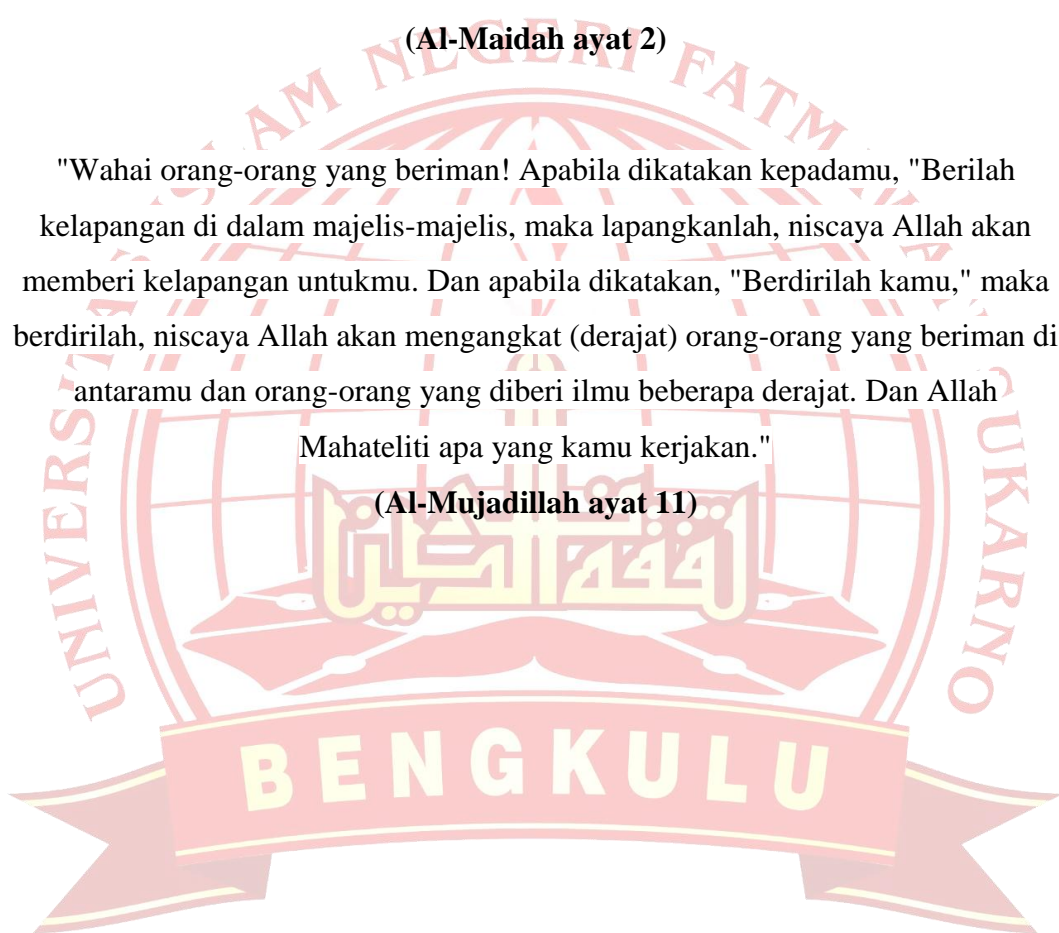 (Al-Maidah ayat 2)
"Wahai orang-orang yang beriman! Apabila dikatakan kepadamu, "Berilah
kelapangan di dalam majelis-majelis, maka lapangkanlah, niscaya Allah akan
memberi kelapangan untukmu. Dan apabila dikatakan, "Berdirilah kamu," maka
berdirilah, niscaya Allah akan mengangkat (derajat) orang-orang yang beriman di
antaramu dan orang-orang yang diberi ilmu beberapa derajat. Dan Allah
Mahateliti apa yang kamu kerjakan."
(Al-Mujadillah ayat 11)
BENGKULU